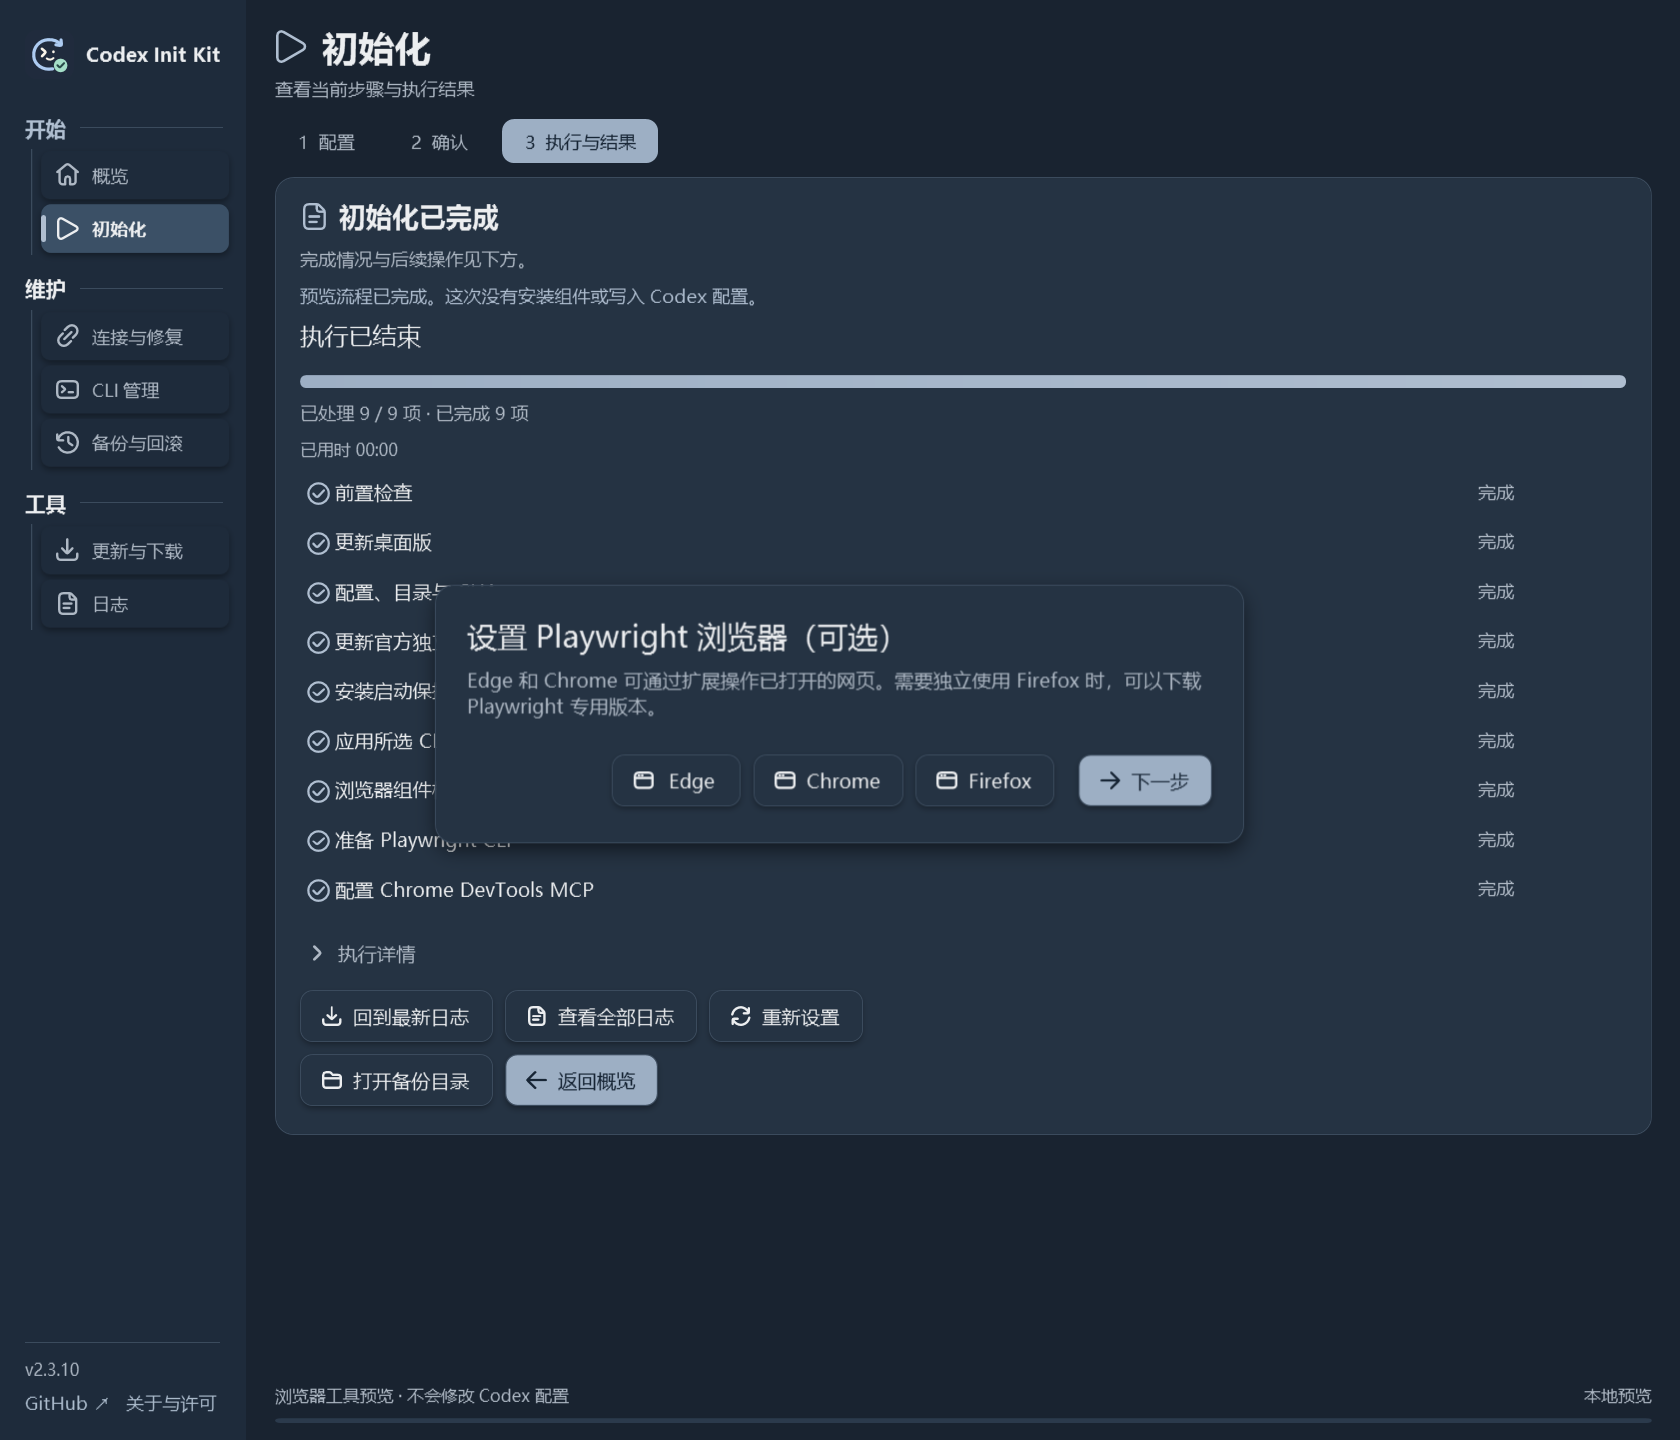 Codex Init Kit
开始
概览
初始化
维护
连接与修复
CLI 管理
备份与回滚
工具
更新与下载
日志
v2.3.10
GitHub ↗ 关于与许可
初始化
查看当前步骤与执行结果
1 配置
2 确认
3 执行与结果
初始化已完成
完成情况与后续操作见下方。
预览流程已完成。这次没有安装组件或写入 Codex 配置。
执行已结束
已处理 9 / 9 项 · 已完成 9 项
已用时 00:00
前置检查 完成
更新桌面版 完成
配置、目录与 完成
更新官方独 完成
安装启动保 完成
应用所选 完成
浏览器组件 完成
准备 Playwright CLI 完成
配置 Chrome DevTools MCP 完成
设置 Playwright 浏览器（可选）
Edge 和 Chrome 可通过扩展操作已打开的网页。需要独立使用 Firefox 时，可以下载
Playwright 专用版本。
Edge
Chrome
Firefox
下一步
执行详情
回到最新日志
查看全部日志
重新设置
打开备份目录
返回概览
浏览器工具预览 · 不会修改 Codex 配置
本地预览